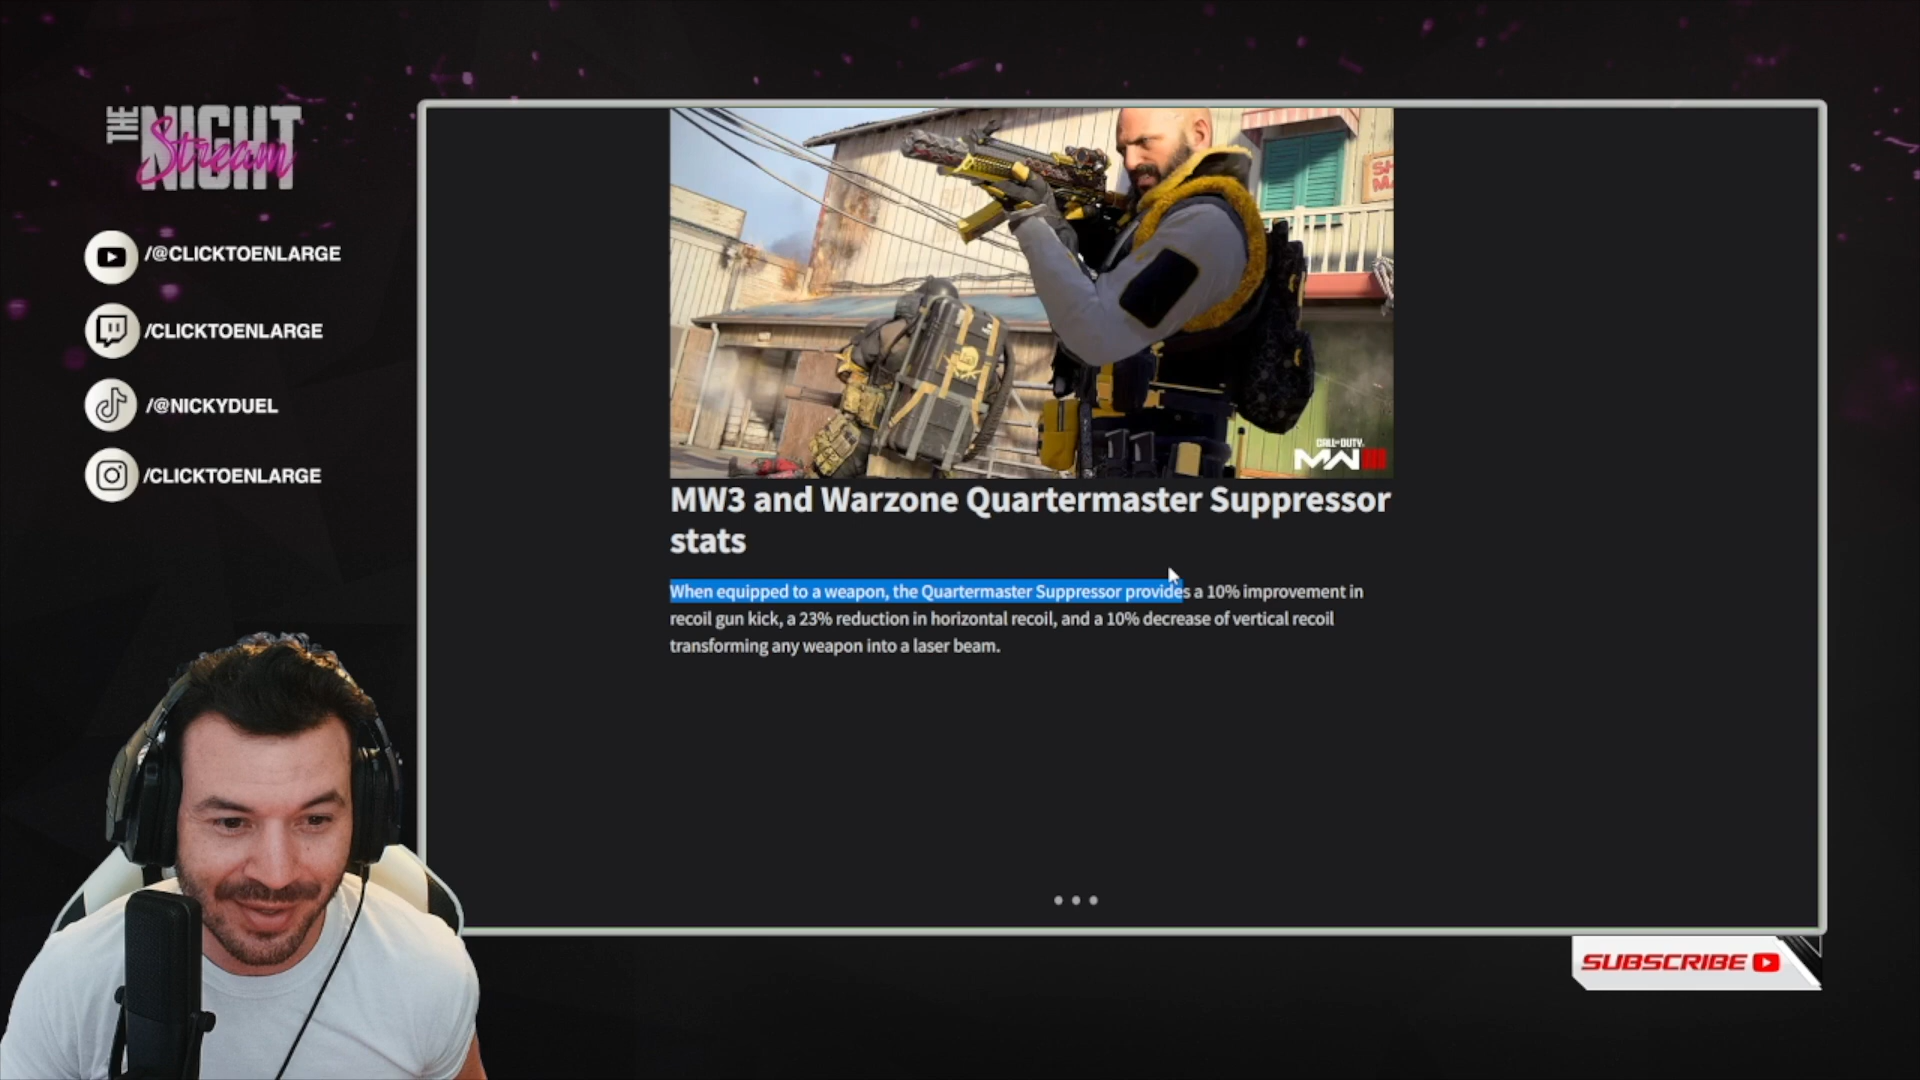 THE NIGHT
Stream
/@CLICKTOENLARGE
/CLICKTOENLARGE
/@NICKYDUEL
/CLICKTOENLARGE
CALL OF DUTY
MWIII
MW3 and Warzone Quartermaster Suppressor
stats
When equipped to a weapon, the Quartermaster Suppressor provides a 10% improvement in
recoil gun kick, a 23% reduction in horizontal recoil, and a 10% decrease of vertical recoil
transforming any weapon into a laser beam.
SUBSCRIBE